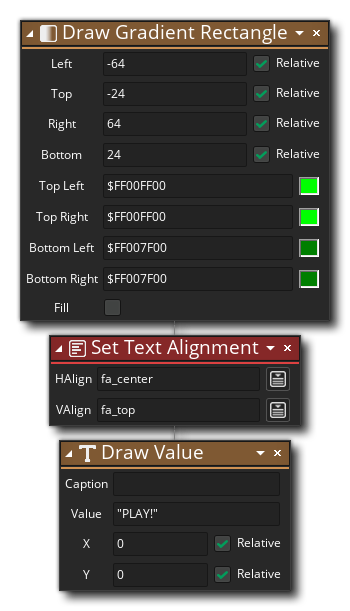 Draw Gradient Rectangle
Left -64 Relative
Top -24 Relative
Right 64 Relative
Bottom 24 Relative
Top Left $FF00FF00
Top Right $FF00FF00
Bottom Left $FF007F00
Bottom Right $FF007F00
Fill
Set Text Alignment
HAlign fa_center
VAlign fa_top
T Draw Value
Caption
Value "PLAY!"
X 0 Relative
Y 0 Relative